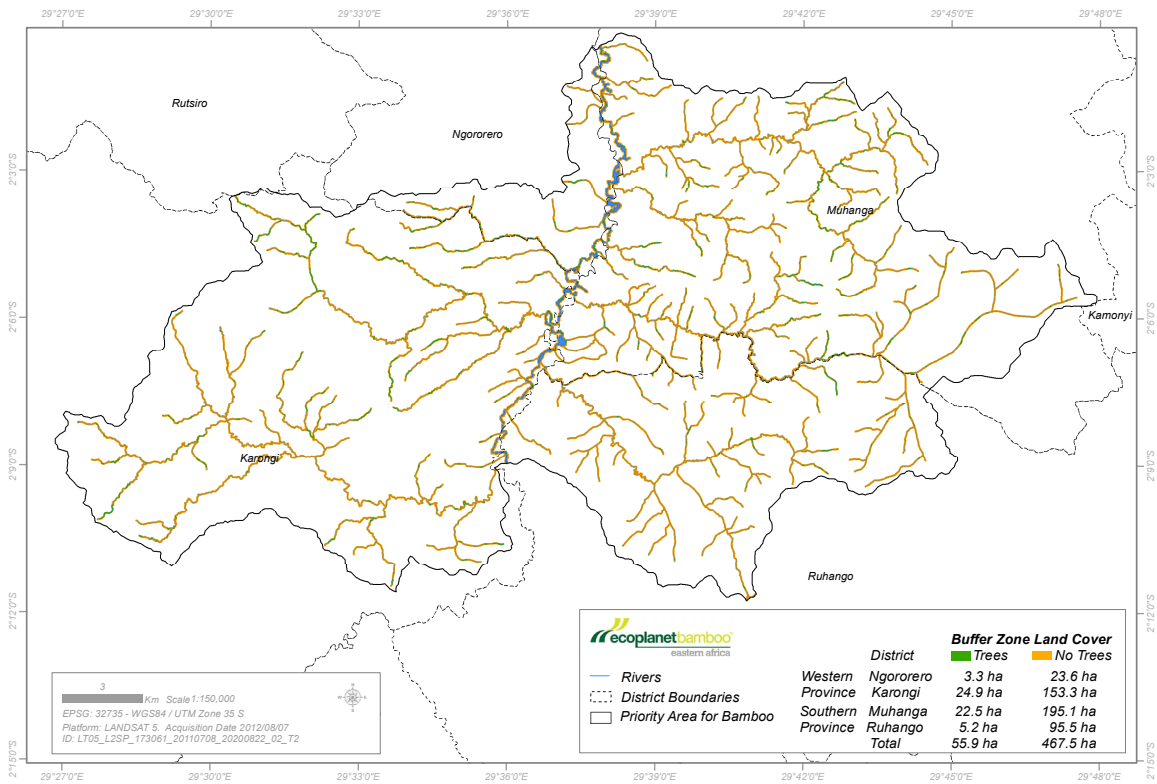 29°27'0"E 29°30'0"E 29°33'0"E 29°36'0"E 29°39'0"E 29°42'0"E 29°45'0"E 29°48'0"E
Rutsiro
Ngororero
2°3'0"S 2°3'0"S
Muhanga
2°6'0"S 2°6'0"S
Kamonyi
Karongi
2°9'0"S 2°9'0"S
Ruhango
2°12'0"S 2°12'0"S
ecoplanetbamboo
eastern africa
Rivers
District Boundaries
Priority Area for Bamboo
Buffer Zone Land Cover
District Trees No Trees
Western Ngororero 3.3 ha 23.6 ha
Province Karongi 24.9 ha 153.3 ha
Southern Muhanga 22.5 ha 195.1 ha
Province Ruhango 5.2 ha 95.5 ha
Total 55.9 ha 467.5 ha
3
Km Scale 1:150,000
EPSG: 32735 - WGS84 / UTM Zone 35 S
Platform: LANDSAT 5. Acquisition Date 2012/08/07
ID: LT05_L2SP_173061_20110708_20200822_02_T2
N
W E
S
2°15'0"S 2°15'0"S
29°27'0"E 29°30'0"E 29°33'0"E 29°36'0"E 29°39'0"E 29°42'0"E 29°45'0"E 29°48'0"E